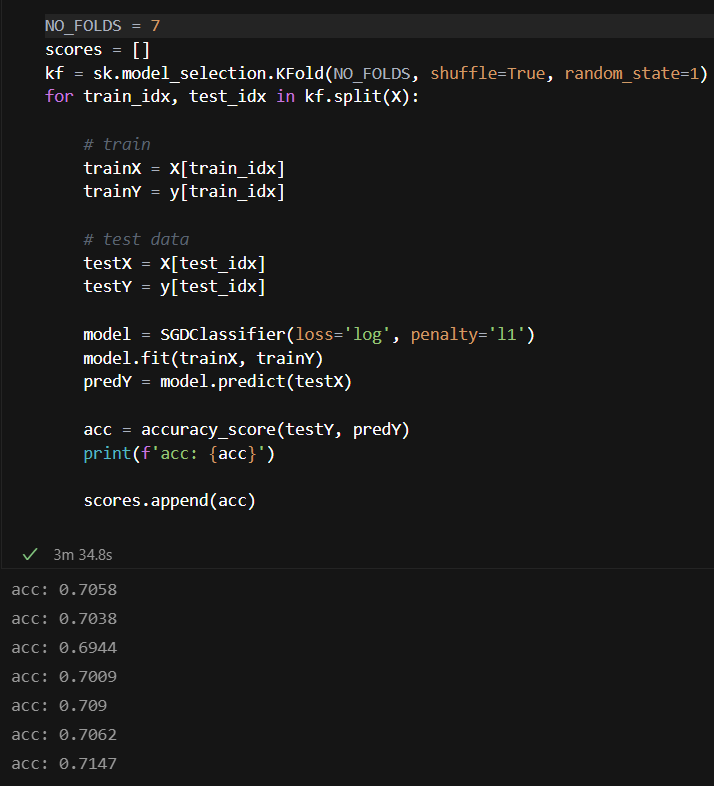 NO_FOLDS = 7
scores = []
kf = sk.model_selection.KFold(NO_FOLDS, shuffle=True, random_state=1)
for train_idx, test_idx in kf.split(X):
# train
trainX = X[train_idx]
trainY = y[train_idx]
# test data
testX = X[test_idx]
testY = y[test_idx]
model = SGDClassifier(loss='log', penalty='l1')
model.fit(trainX, trainY)
predY = model.predict(testX)
acc = accuracy_score(testY, predY)
print(f'acc: {acc}')
scores.append(acc)
3m 34.8s
acc: 0.7058
acc: 0.7038
acc: 0.6944
acc: 0.7009
acc: 0.709
acc: 0.7062
acc: 0.7147